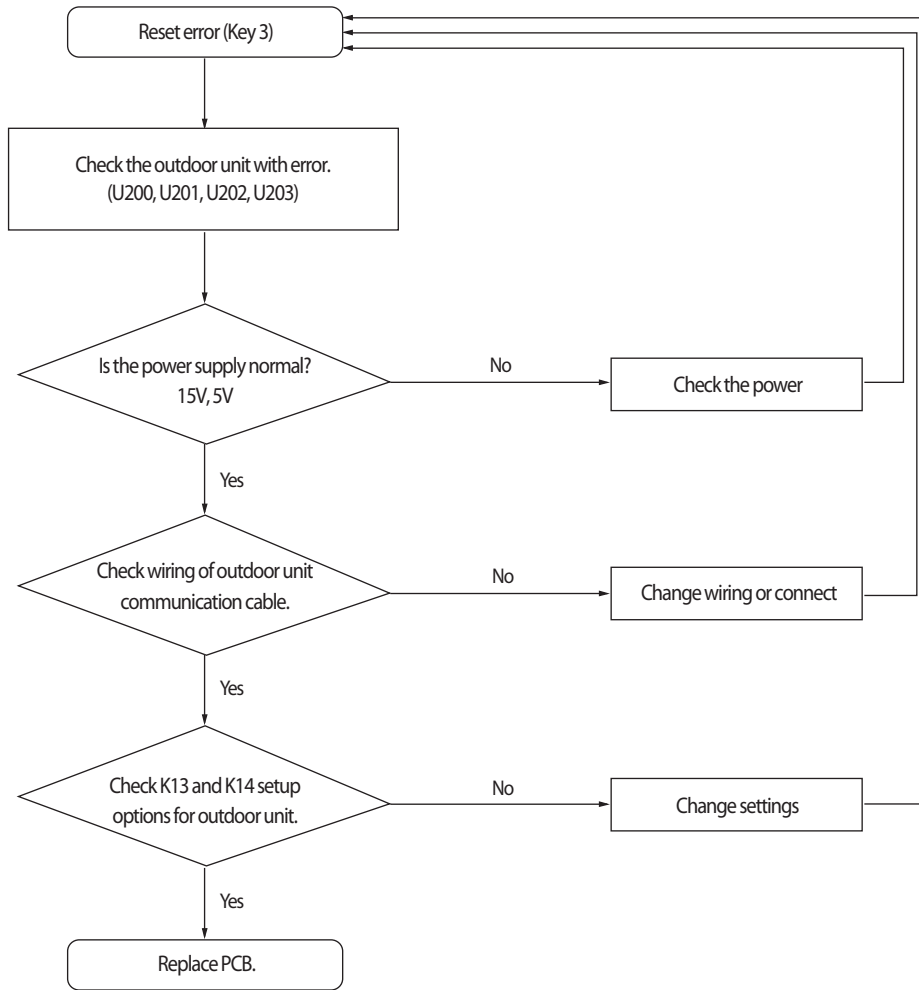 Reset error (Key 3)
Check the outdoor unit with error.
(U200, U201, U202, U203)
Is the power supply normal?
15V, 5V
No
Check the power
Yes
Check wiring of outdoor unit
communication cable.
No
Change wiring or connect
Yes
Check K13 and K14 setup
options for outdoor unit.
No
Change settings
Yes
Replace PCB.